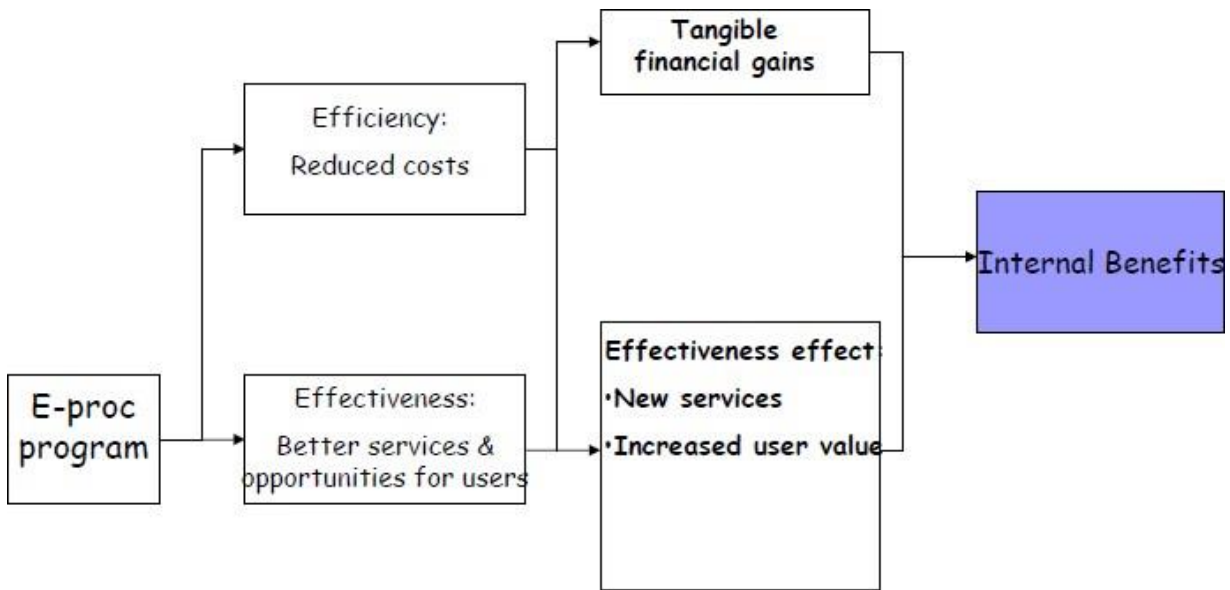 Tangible
financial gains
Efficiency:
Reduced costs
Internal Benefits
Effectiveness effect:
•New services
•Increased user value
E-proc
program
Effectiveness:
Better services &
opportunities for users